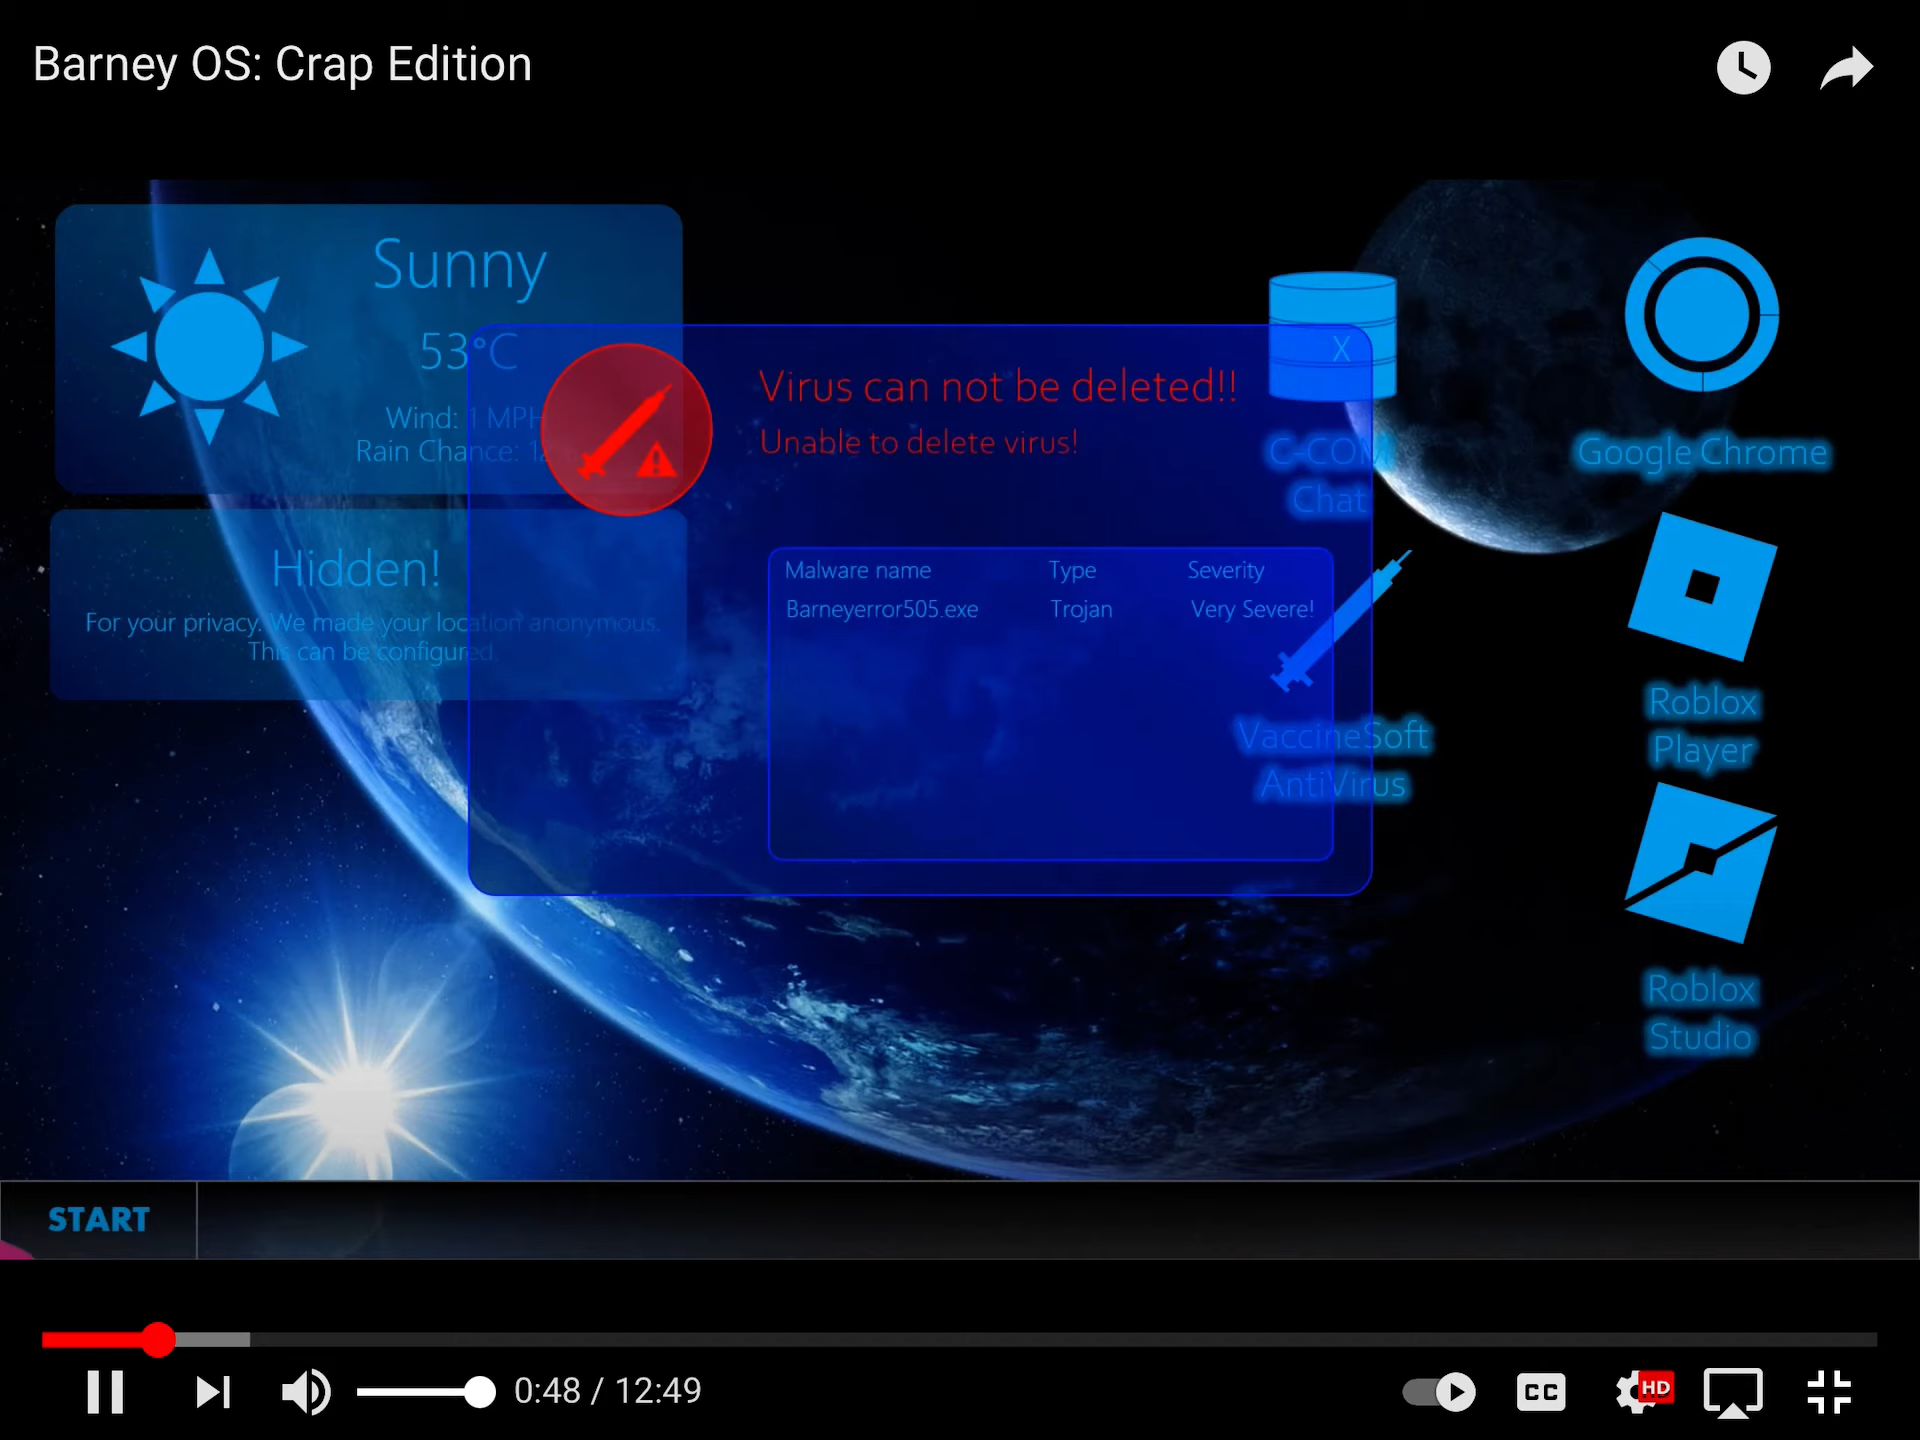 Barney OS: Crap Edition
Sunny
53°C
Wind: 1 MPH
Rain Chance:
Hidden!
For your privacy. We made your location anonymous.
This can be configured.
Virus can not be deleted!!
Unable to delete virus!
Malware name Type Severity
Barneyerror505.exe Trojan Very Severe!
X
C-COM
Chat
VaccineSoft
AntiVirus
Google Chrome
Roblox
Player
Roblox
Studio
START
0:48 / 12:49
CC
HD